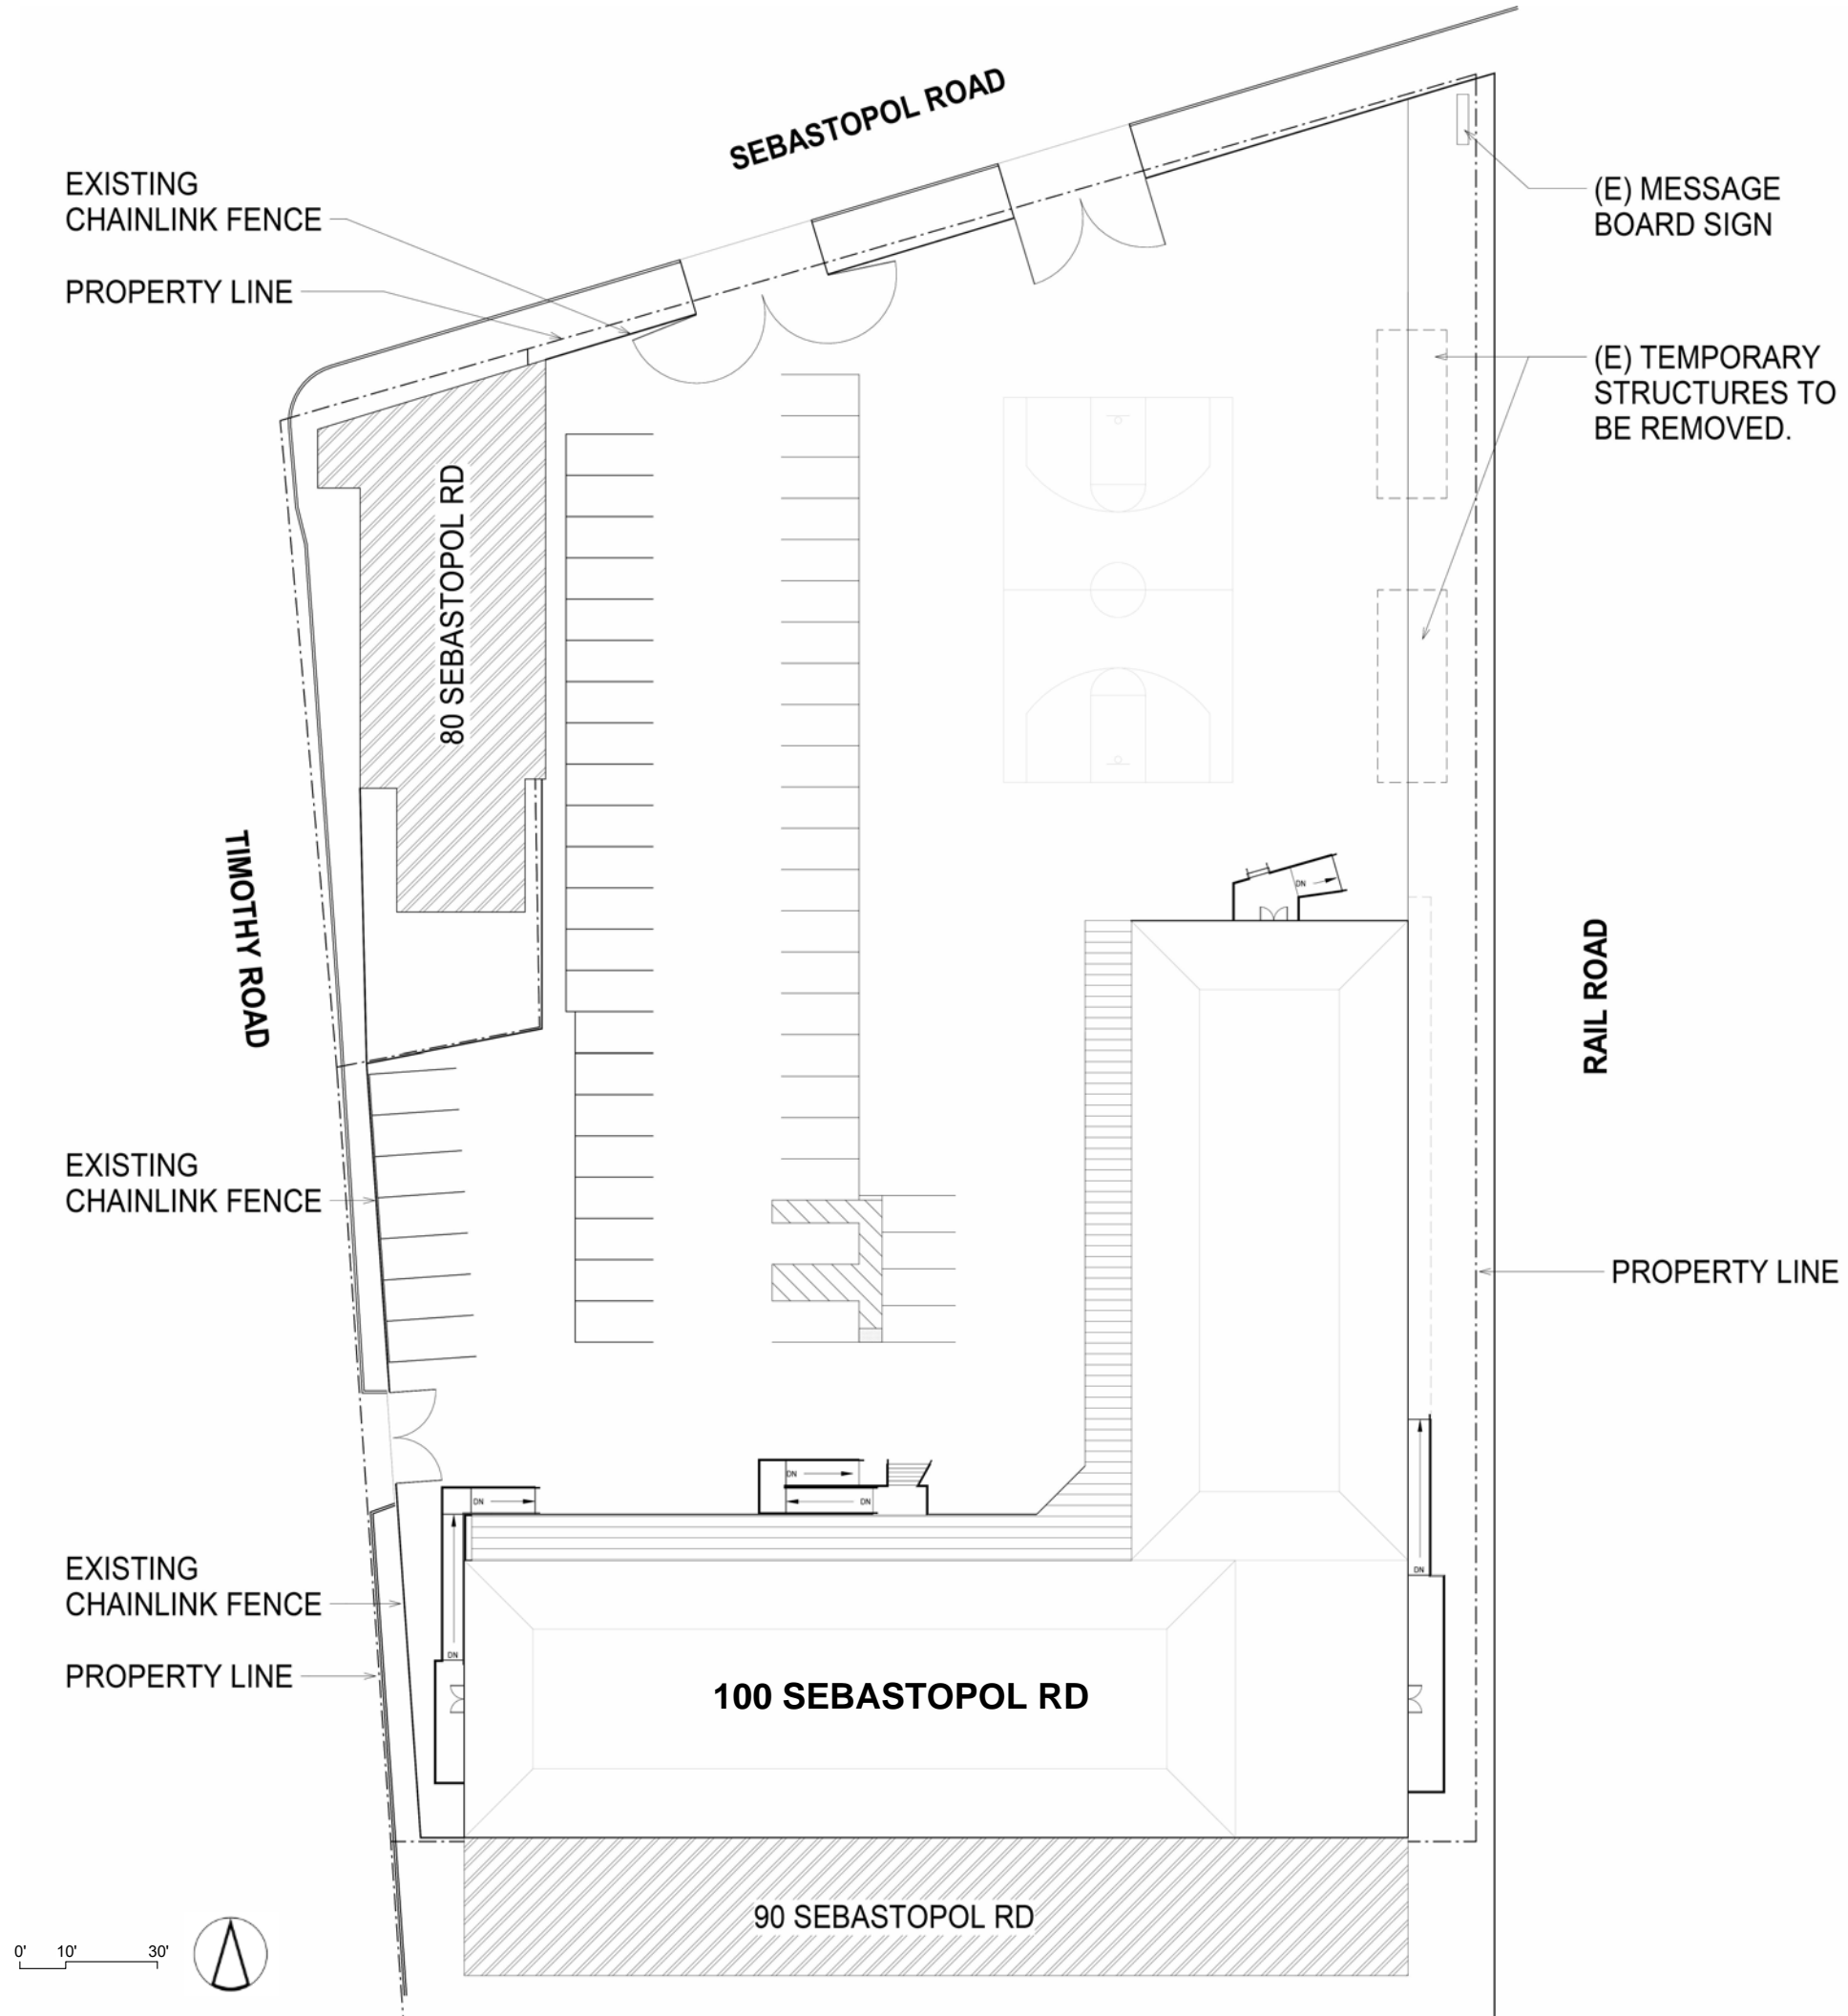 SEBASTOPOL ROAD
EXISTING
CHAINLINK FENCE
PROPERTY LINE
(E) MESSAGE
BOARD SIGN
(E) TEMPORARY
STRUCTURES TO
BE REMOVED.
80 SEBASTOPOL RD
TIMOTHY ROAD
DN
RAIL ROAD
EXISTING
CHAINLINK FENCE
PROPERTY LINE
DN
DN
DN
DN
DN
EXISTING
CHAINLINK FENCE
PROPERTY LINE
100 SEBASTOPOL RD
90 SEBASTOPOL RD
0' 10' 30'